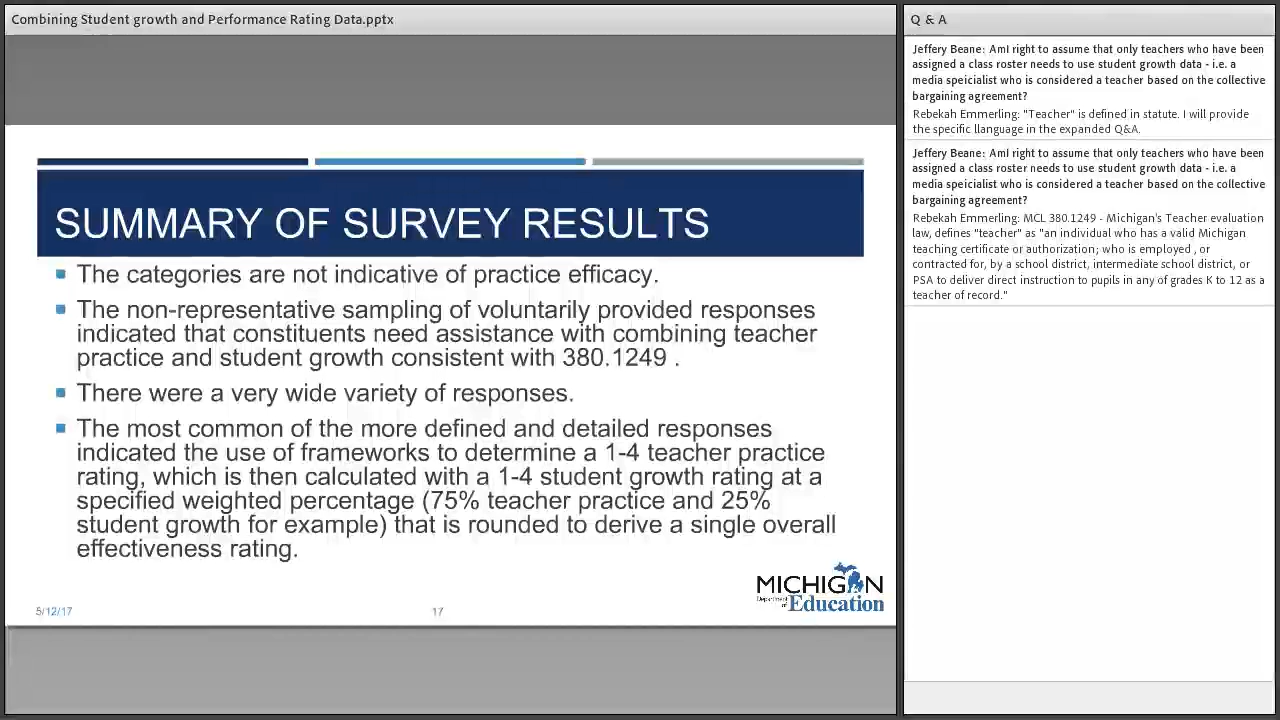 Combining Student growth and Performance Rating Data.pptx
SUMMARY OF SURVEY RESULTS
The categories are not indicative of practice efficacy.
The non-representative sampling of voluntarily provided responses
indicated that constituents need assistance with combining teacher
practice and student growth consistent with 380.1249 .
There were a very wide variety of responses.
The most common of the more defined and detailed responses
indicated the use of frameworks to determine a 1-4 teacher practice
rating, which is then calculated with a 1-4 student growth rating at a
specified weighted percentage (75% teacher practice and 25%
student growth for example) that is rounded to derive a single overall
effectiveness rating.
5/12/17
17
MICHIGAN
Department of
Education
Q & A
Jeffery Beane: AmI right to assume that only teachers who have been
assigned a class roster needs to use student growth data - i.e. a
media speicialist who is considered a teacher based on the collective
bargaining agreement?
Rebekah Emmerling: "Teacher" is defined in statute. I will provide
the specific llanguage in the expanded Q&A.
Jeffery Beane: AmI right to assume that only teachers who have been
assigned a class roster needs to use student growth data - i.e. a
media speicialist who is considered a teacher based on the collective
bargaining agreement?
Rebekah Emmerling: MCL 380.1249 - Michigan's Teacher evaluation
law, defines "teacher" as "an individual who has a valid Michigan
teaching certificate or authorization; who is employed , or
contracted for, by a school district, intermediate school district, or
PSA to deliver direct instruction to pupils in any of grades K to 12 as a
teacher of record."